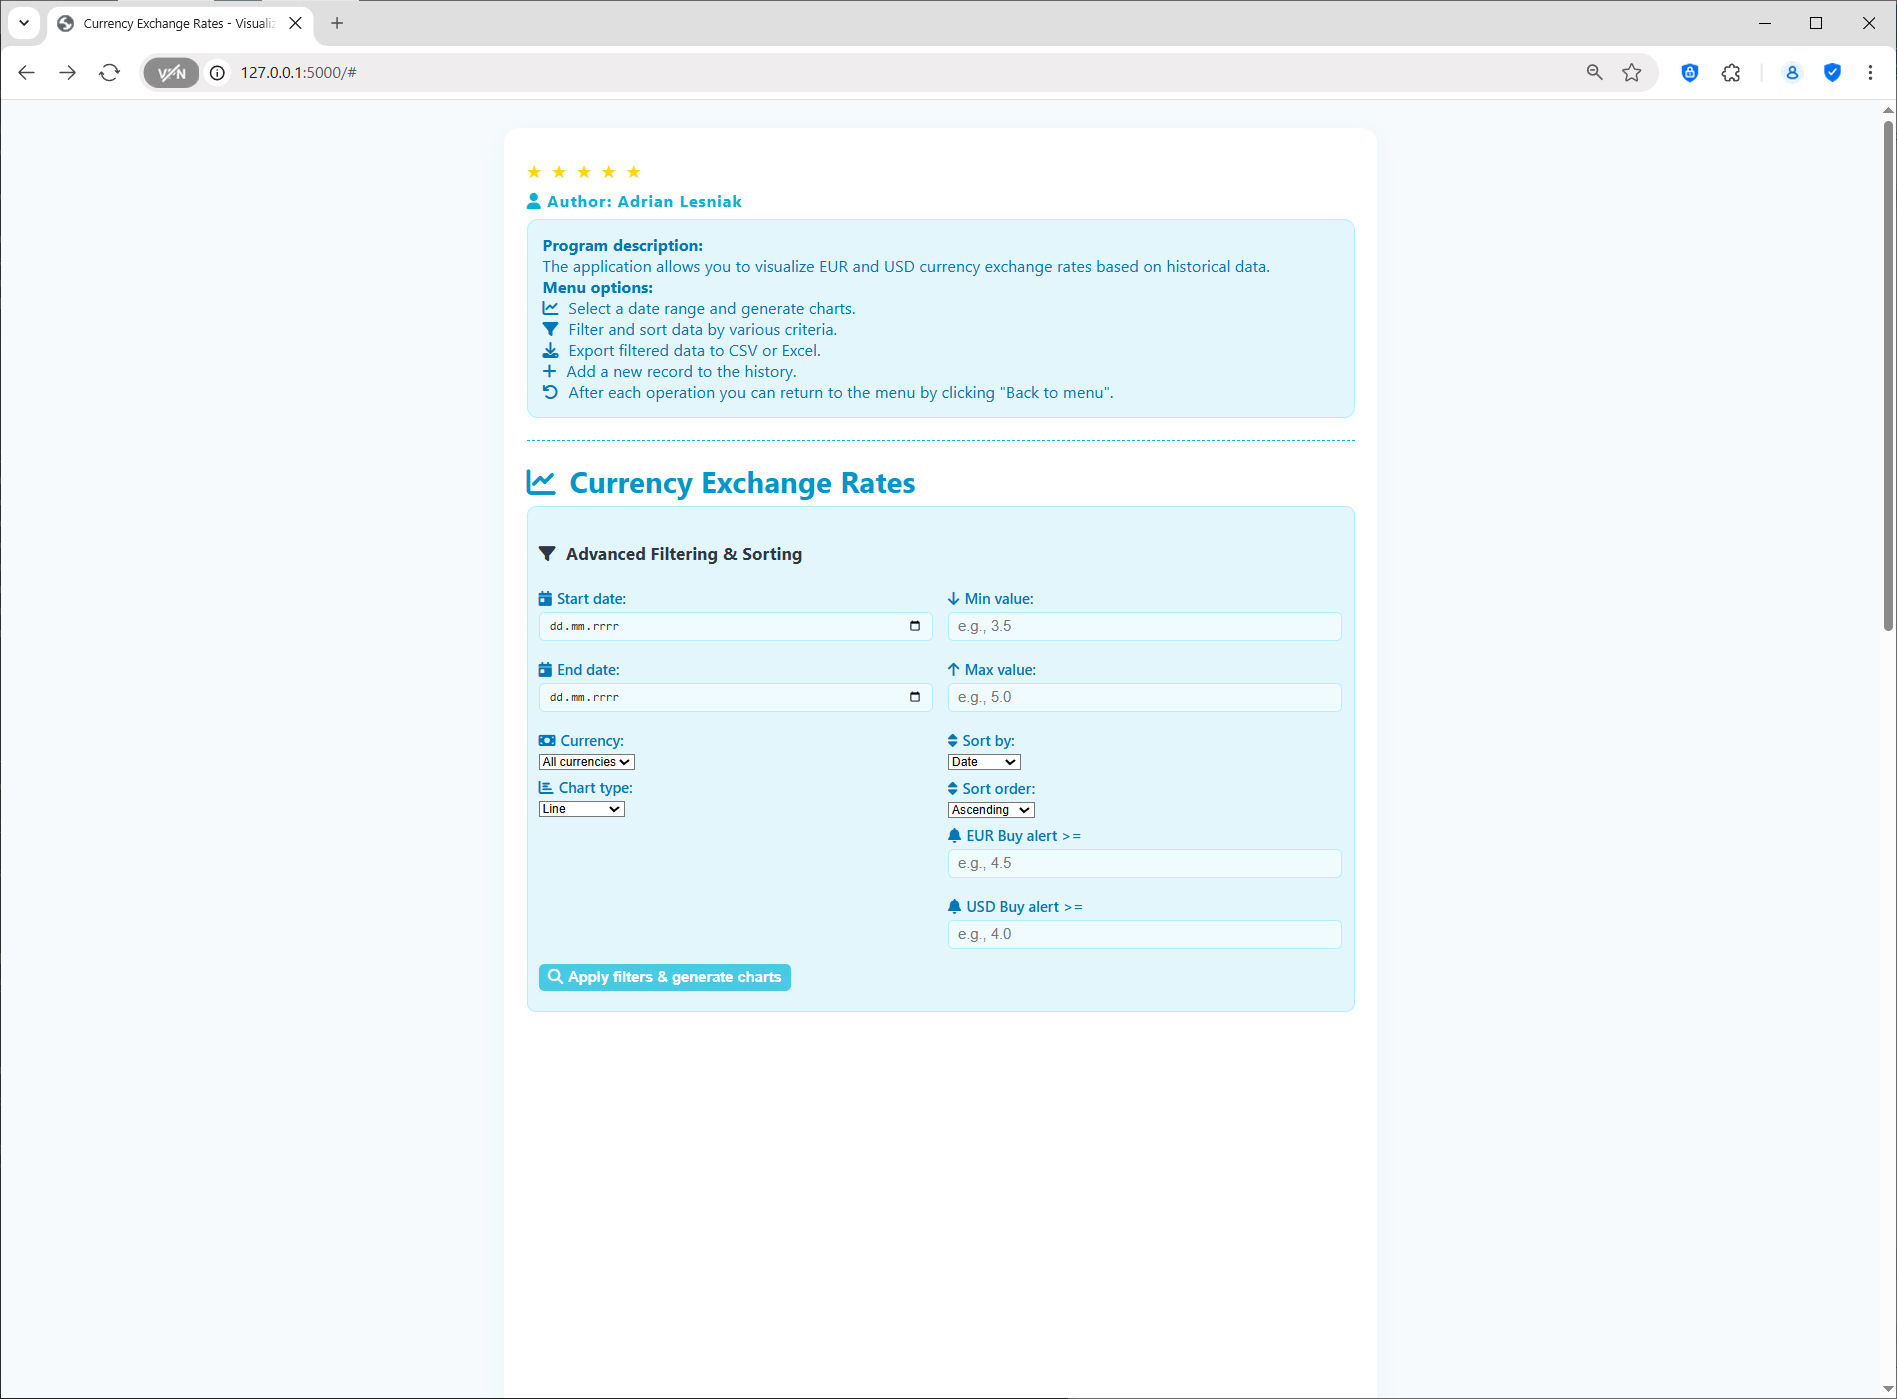 Currency Exchange Rates - Visuali
VPN
127.0.0.1:5000/#
★ ★ ★ ★ ★
Author: Adrian Lesniak
Program description:
The application allows you to visualize EUR and USD currency exchange rates based on historical data.
Menu options:
Select a date range and generate charts.
Filter and sort data by various criteria.
Export filtered data to CSV or Excel.
Add a new record to the history.
After each operation you can return to the menu by clicking "Back to menu".
Currency Exchange Rates
Advanced Filtering & Sorting
Start date:
dd.mm.rrrr
End date:
dd.mm.rrrr
Currency:
All currencies
Chart type:
Line
Min value:
e.g., 3.5
Max value:
e.g., 5.0
Sort by:
Date
Sort order:
Ascending
EUR Buy alert >=
e.g., 4.5
USD Buy alert >=
e.g., 4.0
Apply filters & generate charts